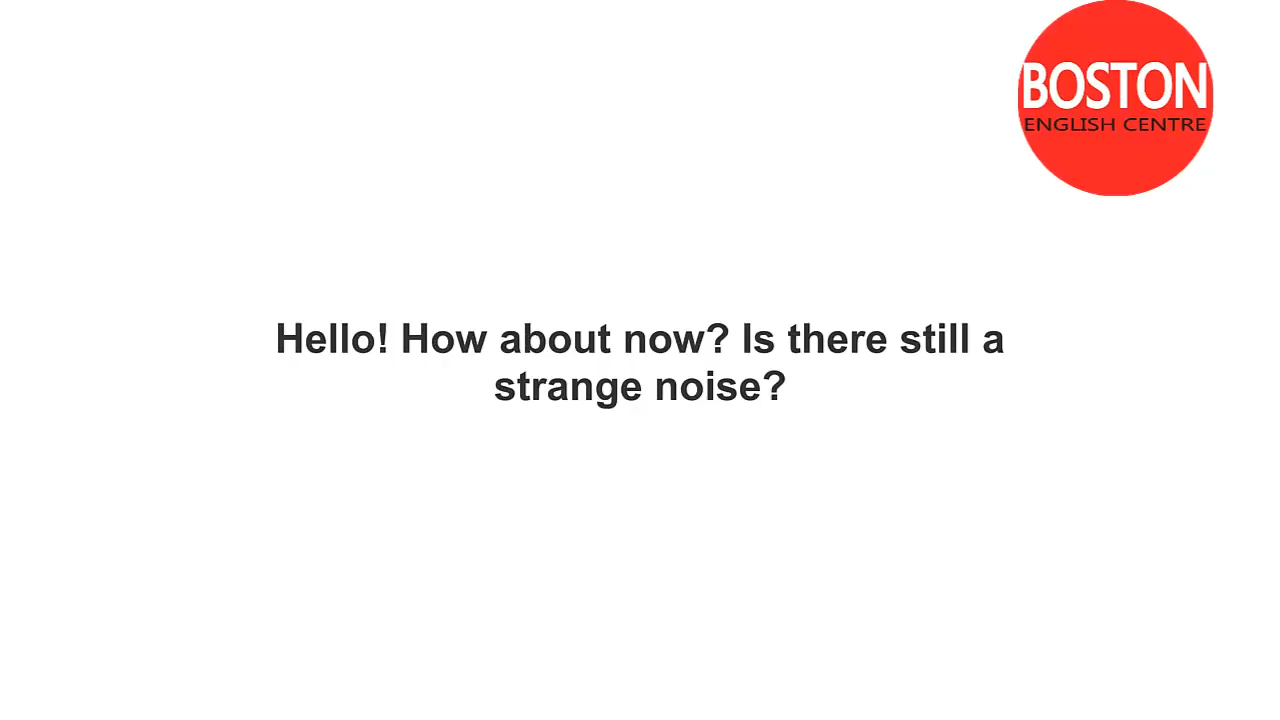 BOSTON
ENGLISH CENTRE
Hello! How about now? Is there still a
strange noise?